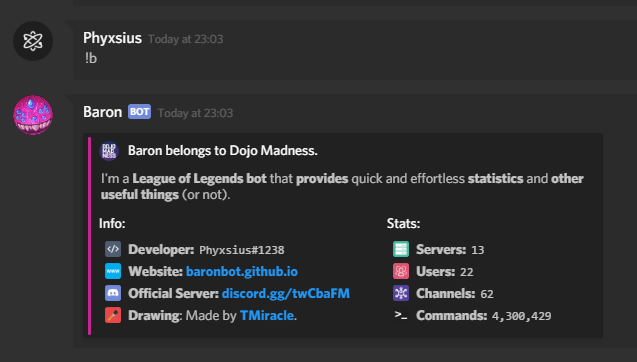 Phyxsius Today at 23:03
!b
Baron BOT Today at 23:03
DOJO MADNESS Baron belongs to Dojo Madness.
I'm a League of Legends bot that provides quick and effortless statistics and other
useful things (or not).
Info: Stats:
</> Developer: Phyxsius#1238 Servers: 13
WWW Website: baronbot.github.io Users: 22
Official Server: discord.gg/twCbaFM Channels: 62
Drawing: Made by TMiracle. >_ Commands: 4,300,429